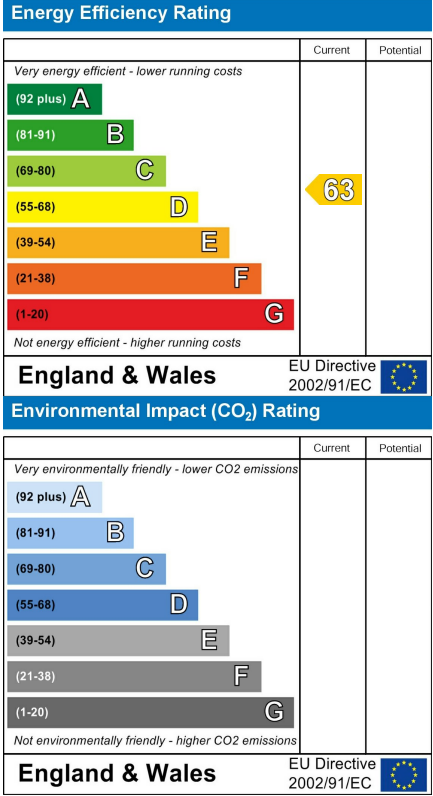 Energy Efficiency Rating
Current Potential
Very energy efficient - lower running costs
(92 plus) A
(81-91) B
(69-80) C
63
(55-68) D
(39-54) E
(21-38) F
(1-20) G
Not energy efficient - higher running costs
England & Wales
EU Directive
2002/91/EC
Environmental Impact (CO₂) Rating
Current Potential
Very environmentally friendly - lower CO2 emissions
(92 plus) A
(81-91) B
(69-80) C
(55-68) D
(39-54) E
(21-38) F
(1-20) G
Not environmentally friendly - higher CO2 emissions
England & Wales
EU Directive
2002/91/EC